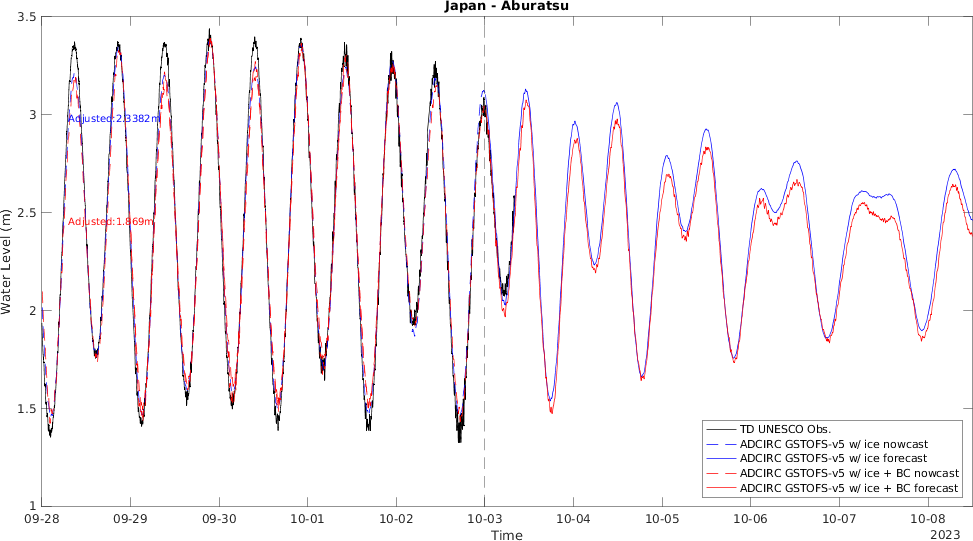 Japan - Aburatsu
3.5
3
2.5
2
1.5
1
Water Level (m)
Adjusted:2.3382m
Adjusted:1.869m
TD UNESCO Obs.
ADCIRC GSTOFS-v5 w/ ice nowcast
ADCIRC GSTOFS-v5 w/ ice forecast
ADCIRC GSTOFS-v5 w/ ice + BC nowcast
ADCIRC GSTOFS-v5 w/ ice + BC forecast
09-28 09-29 09-30 10-01 10-02 10-03 10-04 10-05 10-06 10-07 10-08
2023
Time